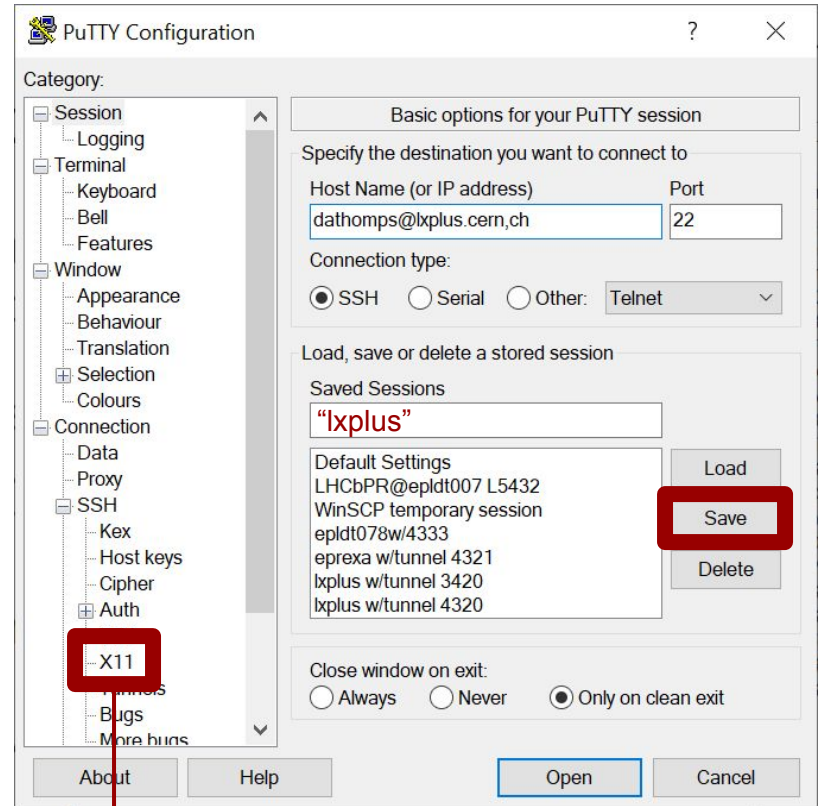 PuTTY Configuration
?
Category:
Session
Logging
Terminal
Keyboard
Bell
Features
Window
Appearance
Behaviour
Translation
Selection
Colours
Connection
Data
Proxy
SSH
Kex
Host keys
Cipher
Auth
X11
Tunnels
Bugs
More bugs
Basic options for your PuTTY session
Specify the destination you want to connect to
Host Name (or IP address) Port
dathomps@lxplus.cern,ch 22
Connection type:
SSH Serial Other: Telnet
Load, save or delete a stored session
Saved Sessions
“lxplus”
Default Settings
LHCbPR@epldt007 L5432
WinSCP temporary session
epldt078w/4333
eprexa w/tunnel 4321
lxplus w/tunnel 3420
lxplus w/tunnel 4320
Load
Save
Delete
Close window on exit:
Always Never Only on clean exit
About Help Open Cancel